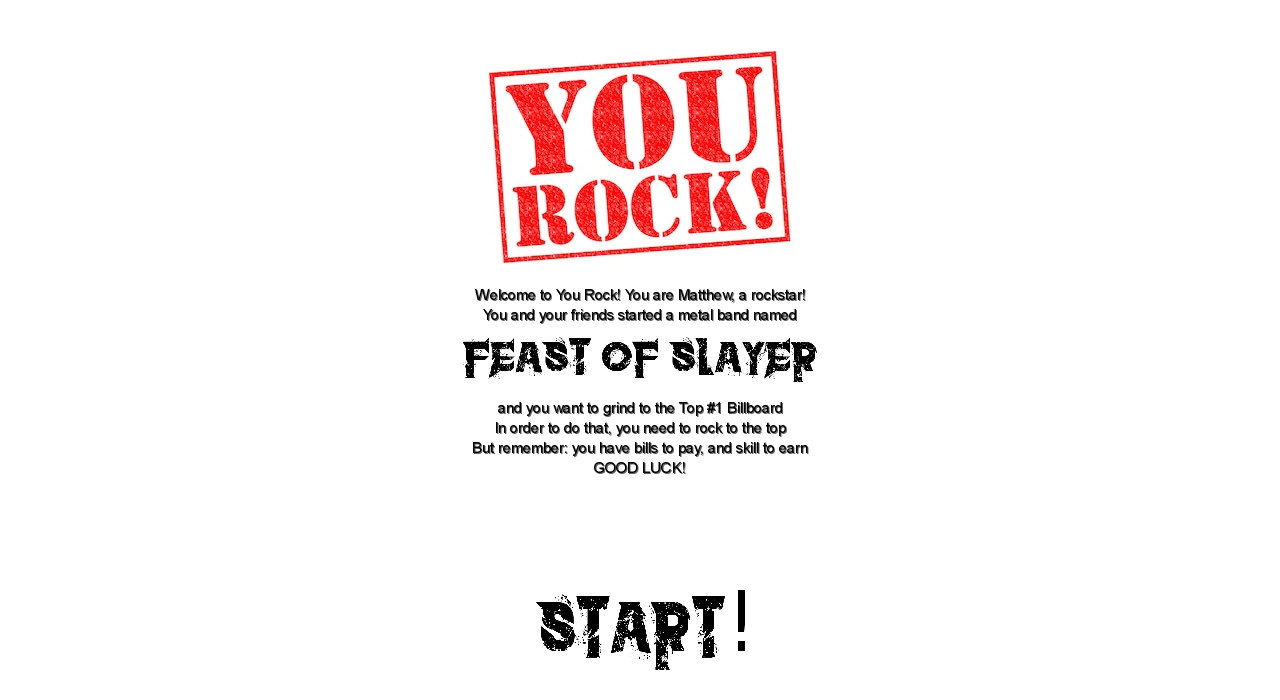 YOU
ROCK!
Welcome to You Rock! You are Matthew, a rockstar!
You and your friends started a metal band named
FEAST OF SLAYER
and you want to grind to the Top #1 Billboard
In order to do that, you need to rock to the top
But remember: you have bills to pay, and skill to earn
GOOD LUCK!
START!